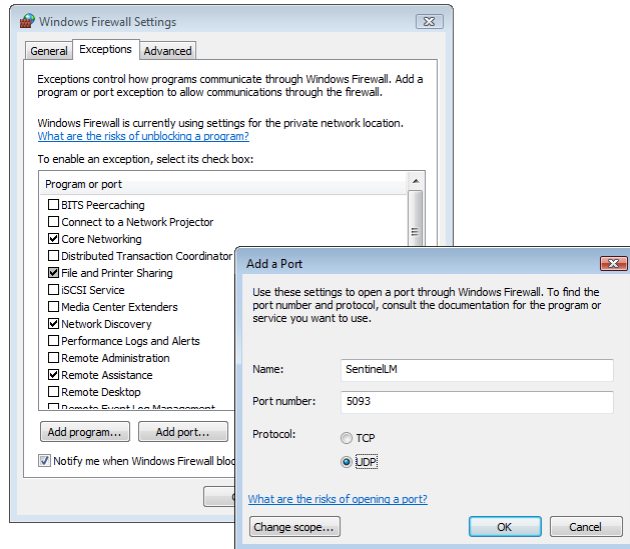 Windows Firewall Settings
General Exceptions Advanced
Exceptions control how programs communicate through Windows Firewall. Add a
program or port exception to allow communications through the firewall.
Windows Firewall is currently using settings for the private network location.
What are the risks of unblocking a program?
To enable an exception, select its check box:
Program or port
BITS Peercaching
Connect to a Network Projector
Core Networking
Distributed Transaction Coordinator
File and Printer Sharing
iSCSI Service
Media Center Extenders
Network Discovery
Performance Logs and Alerts
Remote Administration
Remote Assistance
Remote Desktop
Remote Event Log Management
Add program... Add port...
Notify me when Windows Firewall bloc
Add a Port
Use these settings to open a port through Windows Firewall. To find the
port number and protocol, consult the documentation for the program or
service you want to use.
Name: SentinelLM
Port number: 5093
Protocol: TCP
UDP
What are the risks of opening a port?
Change scope... OK Cancel